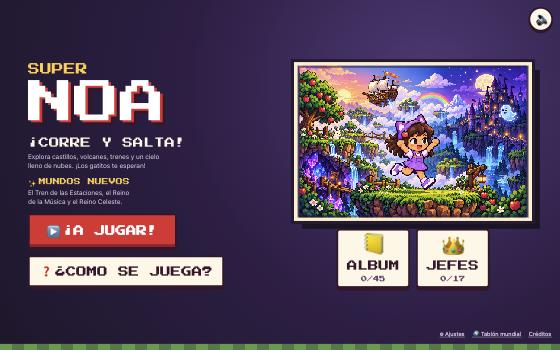 SUPER
NOA
¡CORRE Y SALTA!
Explora castillos, volcanes, trenes y un cielo
lleno de nubes. ¡Los gatitos te esperan!
MUNDOS NUEVOS
El Tren de las Estaciones, el Reino
de la Música y el Reino Celeste.
¡A JUGAR!
? ¿COMO SE JUEGA?
ALBUM
0/45
JEFES
0/17
Ajustes
Tablón mundial
Créditos